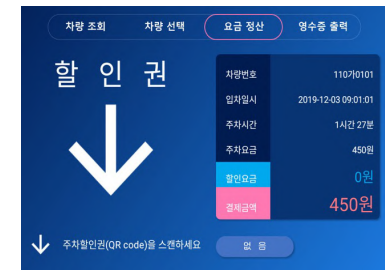 차량 조회 차량 선택 요금 정산 영수증 출력
할 인 권
차량번호 110가0101
입차일시 2019-12-03 09:01:01
주차시간 1시간 27분
주차요금 450원
할인요금 0원
결제금액 450원
주차할인권(QR code)을 스캔하세요 없 음